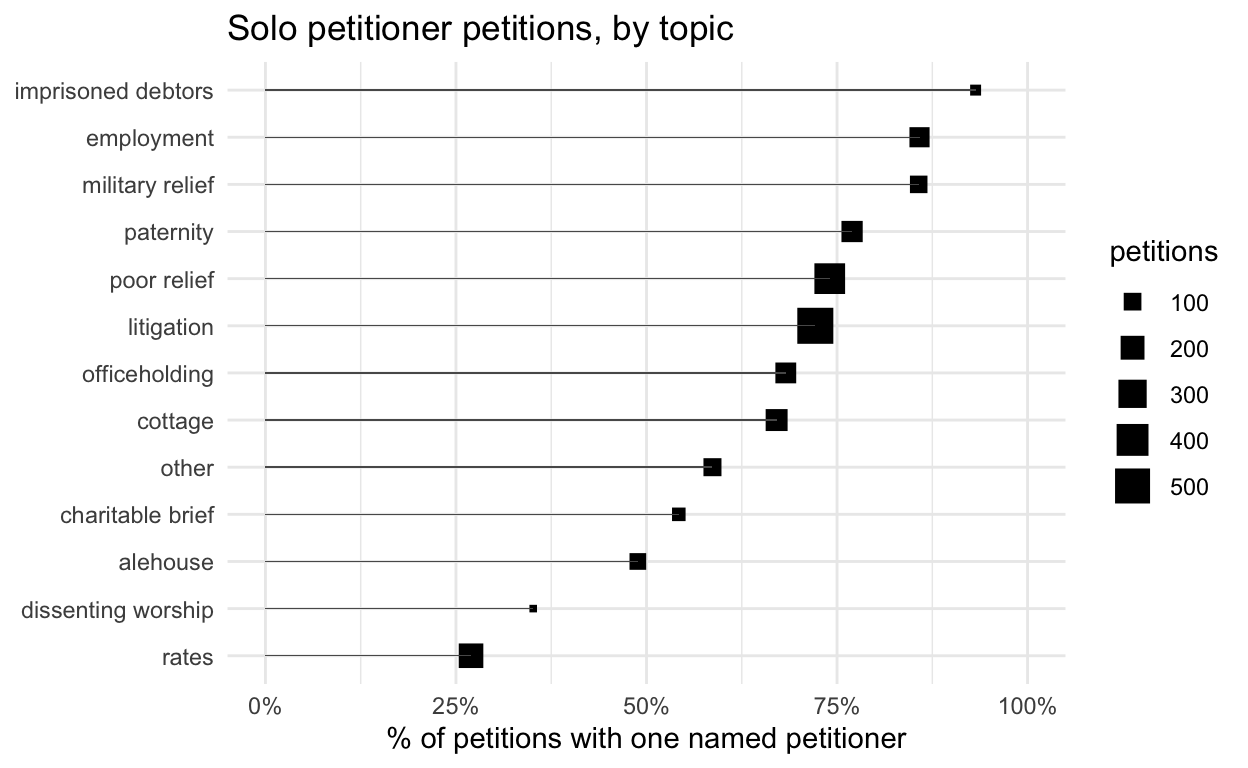 Solo petitioner petitions, by topic
imprisoned debtors
employment
military relief
paternity
poor relief
litigation
officeholding
cottage
other
charitable brief
alehouse
dissenting worship
rates
0% 25% 50% 75% 100%
% of petitions with one named petitioner
petitions
100
200
300
400
500